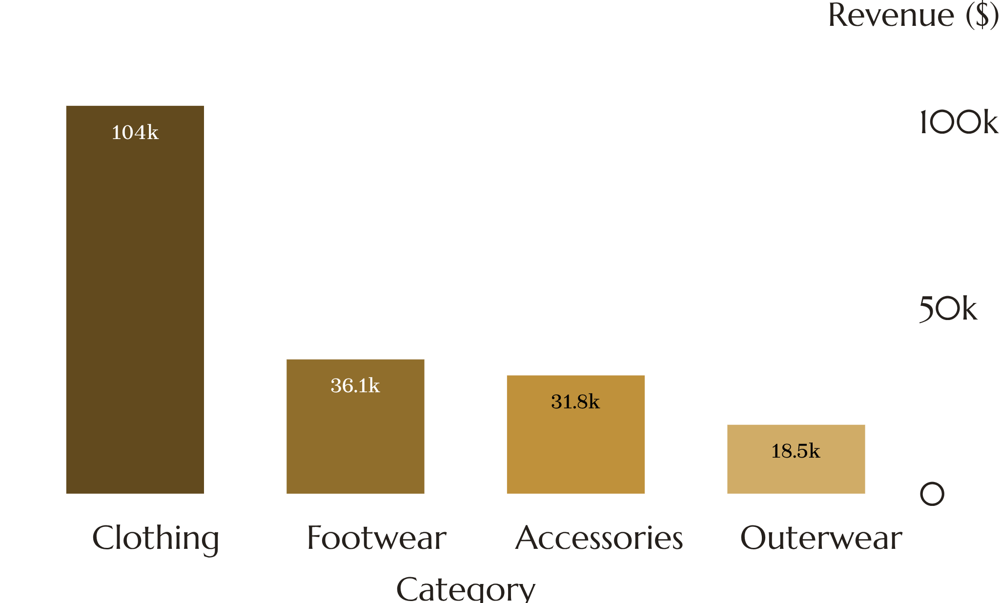 Revenue ($)
100k
104k
50k
36.1k
31.8k
18.5k
0
Clothing Footwear Accessories Outerwear
Category